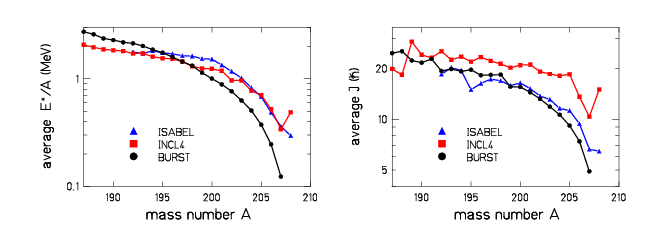 average E*/A (MeV)
1
0.1
ISABEL
INCL4
BURST
190 195 200 205 210
mass number A
average J (ℏ)
20
10
5
ISABEL
INCL4
BURST
190 195 200 205 210
mass number A